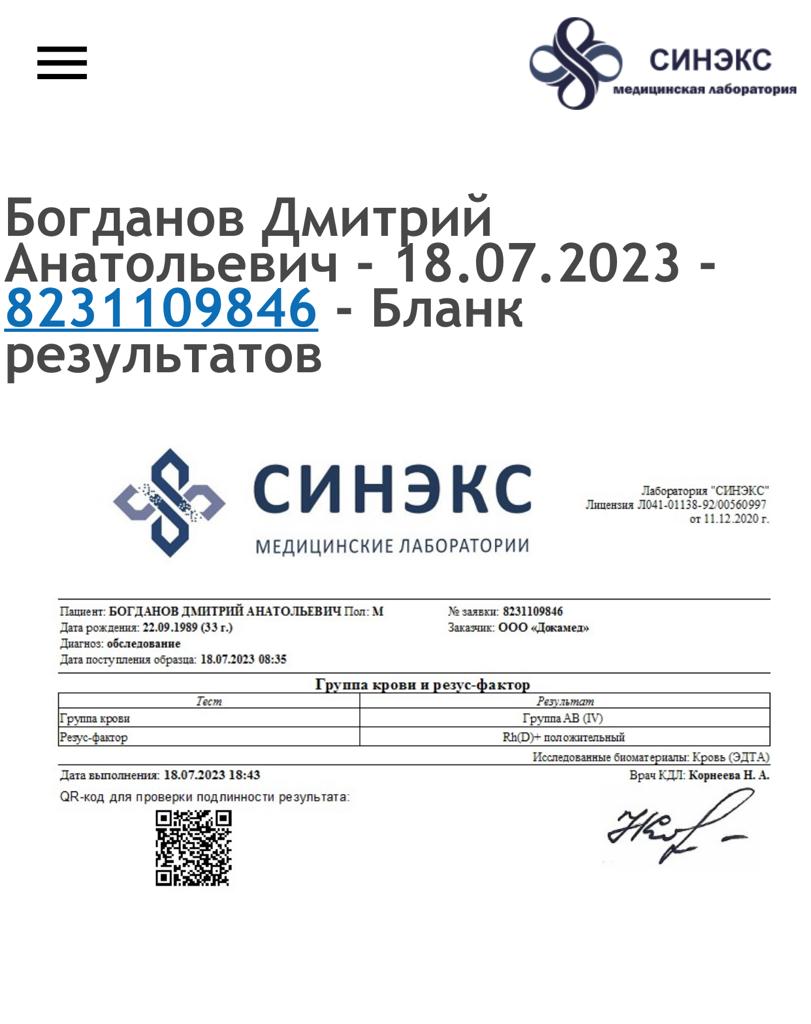 СИНЭКС
медицинская лаборатория
Богданов Дмитрий
Анатольевич - 18.07.2023 -
8231109846 - Бланк
результатов
СИНЭКС
МЕДИЦИНСКИЕ ЛАБОРАТОРИИ
Лаборатория "СИНЭКС"
Лицензия Л041-01138-92/00560997
от 11.12.2020 г.
Пациент: БОГДАНОВ ДМИТРИЙ АНАТОЛЬЕВИЧ Пол: М
№ заявки: 8231109846
Дата рождения: 22.09.1989 (33 г.)
Заказчик: ООО «Докамед»
Диагноз: обследование
Дата поступления образца: 18.07.2023 08:35
Группа крови и резус-фактор
Тест Результат
Группа крови Группа AB (IV)
Резус-фактор Rh(D)+ положительный
Исследованные биоматериалы: Кровь (ЭДТА)
Дата выполнения: 18.07.2023 18:43
Врач КДЛ: Корнеева Н. А.
QR-код для проверки подлинности результата: